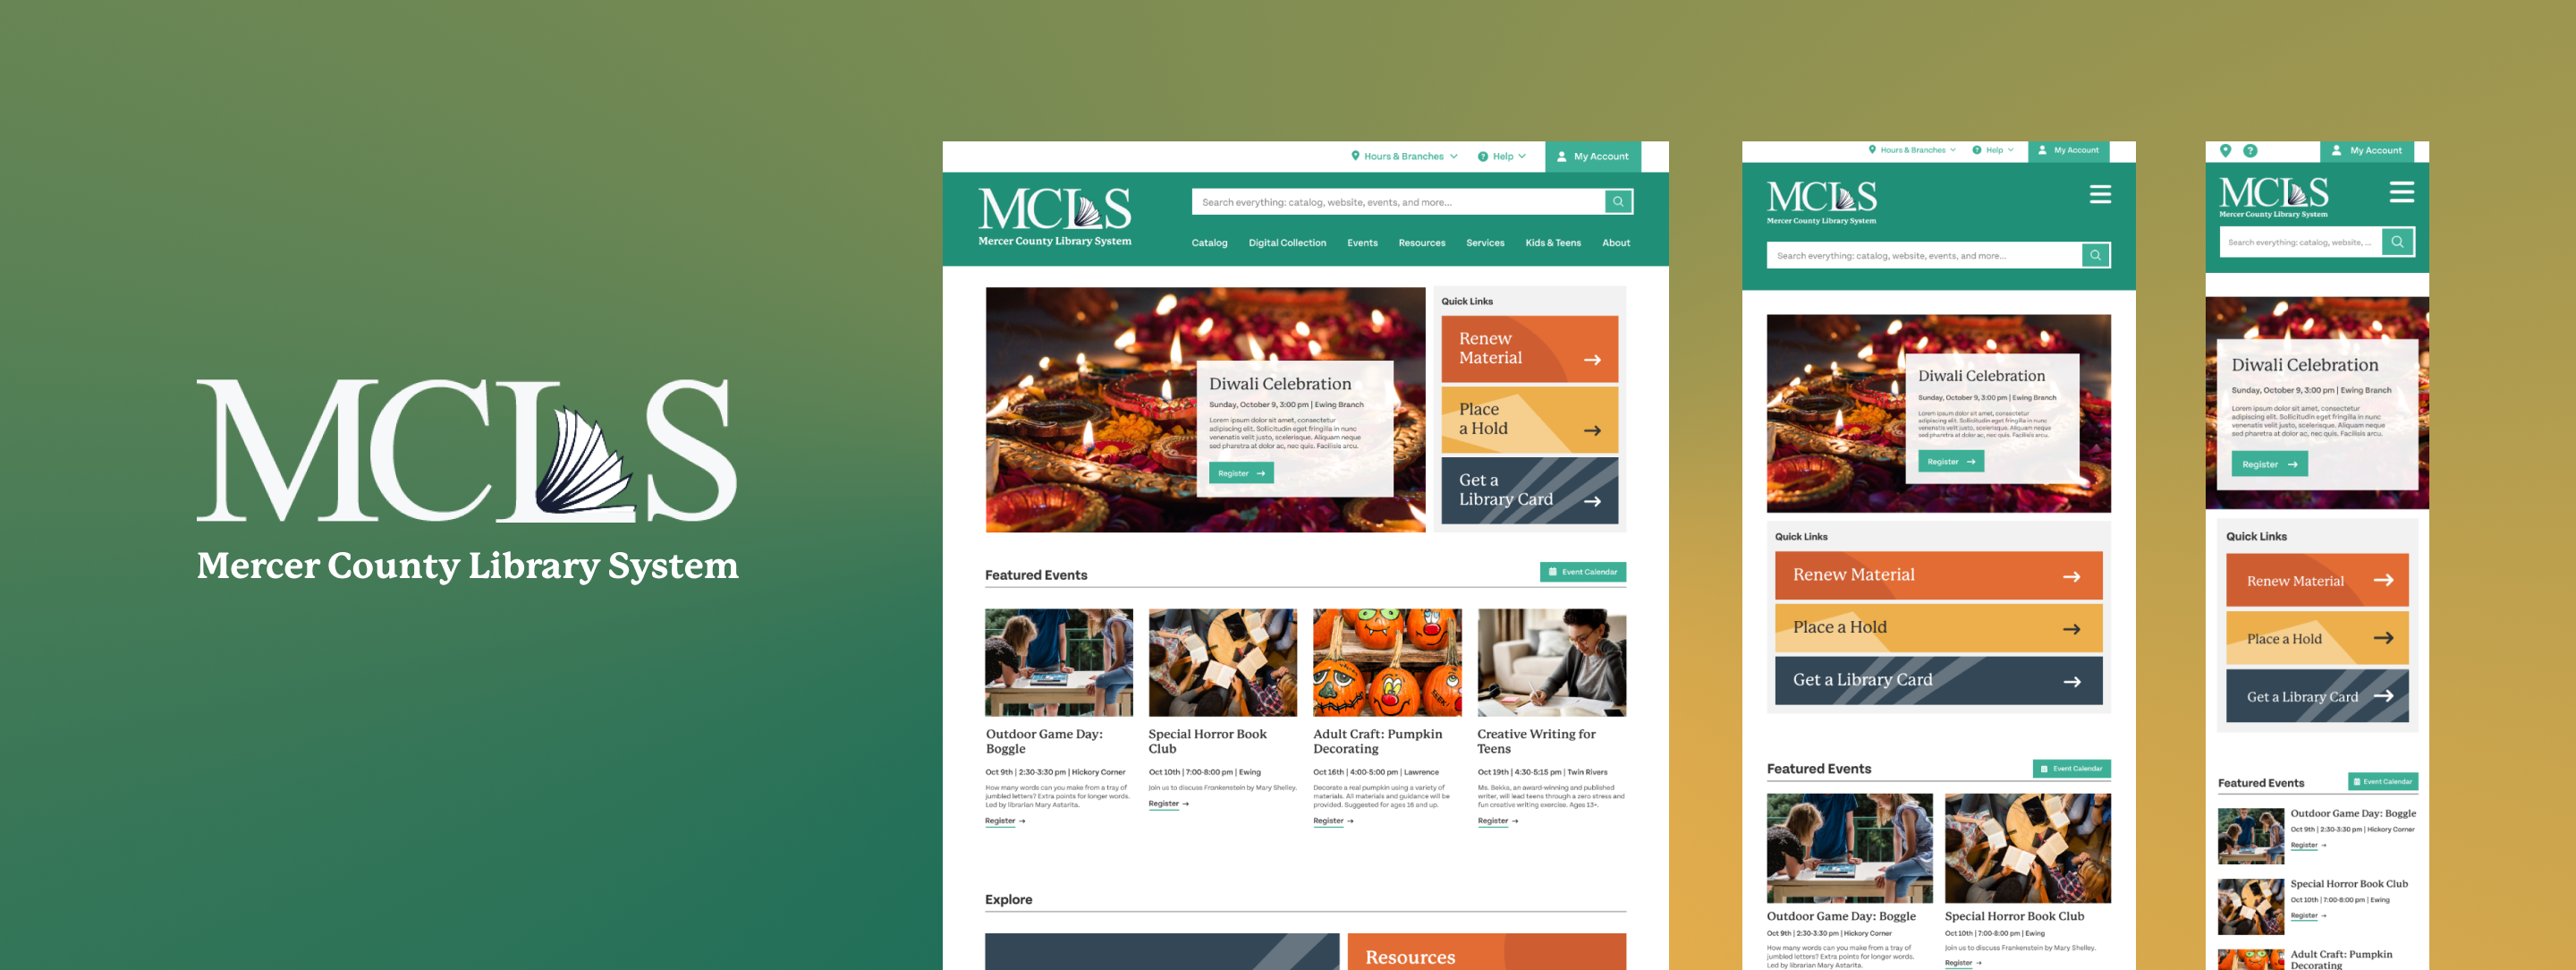 MCLS
Mercer County Library System
Hours & Branches
Help
My Account
MCLS
Mercer County Library System
Search everything: catalog, website, events, and more...
Catalog
Digital Collection
Events
Resources
Services
Kids & Teens
About
Diwali Celebration
Sunday, October 9, 3:00 pm | Ewing Branch
Lorem ipsum dolor sit amet, consectetur
adipiscing elit. Sollicitudin eget fringilla in nunc
venenatis velit justo, scelerisque. Aliquam neque
sed pharetra at dolor ac, nec quis. Facilisis arcu.
Register
Quick Links
Renew
Material
Place
a Hold
Get a
Library Card
Featured Events
Event Calendar
Outdoor Game Day:
Boggle
Oct 9th | 2:30-3:30 pm | Hickory Corner
How many words can you make from a tray of
jumbled letters? Extra points for longer words.
Led by librarian Mary Astarita.
Register
Special Horror Book
Club
Oct 10th | 7:00-8:00 pm | Ewing
Join us to discuss Frankenstein by Mary Shelley.
Register
Adult Craft: Pumpkin
Decorating
Oct 16th | 4:00-5:00 pm | Lawrence
Decorate a real pumpkin using a variety of
materials. All materials and guidance will be
provided. Suggested for ages 16 and up.
Register
Creative Writing for
Teens
Oct 19th | 4:30-5:15 pm | Twin Rivers
Ms. Bekka, an award-winning and published
writer, will lead teens through a zero stress and
fun creative writing exercise. Ages 13+.
Register
Explore
Resources
Hours & Branches
Help
My Account
MCLS
Mercer County Library System
Search everything: catalog, website, events, and more...
Diwali Celebration
Sunday, October 9, 3:00 pm | Ewing Branch
Lorem ipsum dolor sit amet, consectetur
adipiscing elit. Sollicitudin eget fringilla in nunc
venenatis velit justo, scelerisque. Aliquam neque
sed pharetra at dolor ac, nec quis. Facilisis arcu.
Register
Quick Links
Renew Material
Place a Hold
Get a Library Card
Featured Events
Event Calendar
Outdoor Game Day: Boggle
Oct 9th | 2:30-3:30 pm | Hickory Corner
How many words can you make from a tray of
jumbled letters? Extra points for longer words.
Led by librarian Mary Astarita.
Special Horror Book Club
Oct 10th | 7:00-8:00 pm | Ewing
Join us to discuss Frankenstein by Mary Shelley.
Register
My Account
MCLS
Mercer County Library System
Search everything: catalog, website, ...
Diwali Celebration
Sunday, October 9, 3:00 pm | Ewing Branch
Lorem ipsum dolor sit amet, consectetur
adipiscing elit. Sollicitudin eget fringilla in nunc
venenatis velit justo, scelerisque. Aliquam neque
sed pharetra at dolor ac, nec quis. Facilisis arcu.
Register
Quick Links
Renew Material
Place a Hold
Get a Library Card
Featured Events
Event Calendar
Outdoor Game Day: Boggle
Oct 9th | 2:30-3:30 pm | Hickory Corner
Register
Special Horror Book Club
Oct 10th | 7:00-8:00 pm | Ewing
Register
Adult Craft: Pumpkin
Decorating